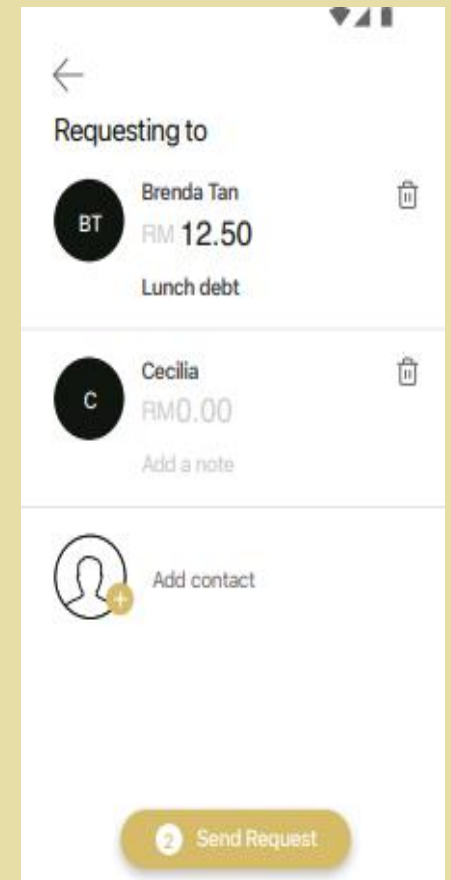 Requesting to
Brenda Tan
BT
RM 12.50
Lunch debt
Cecilia
C
RM0.00
Add a note
Add contact
2 Send Request